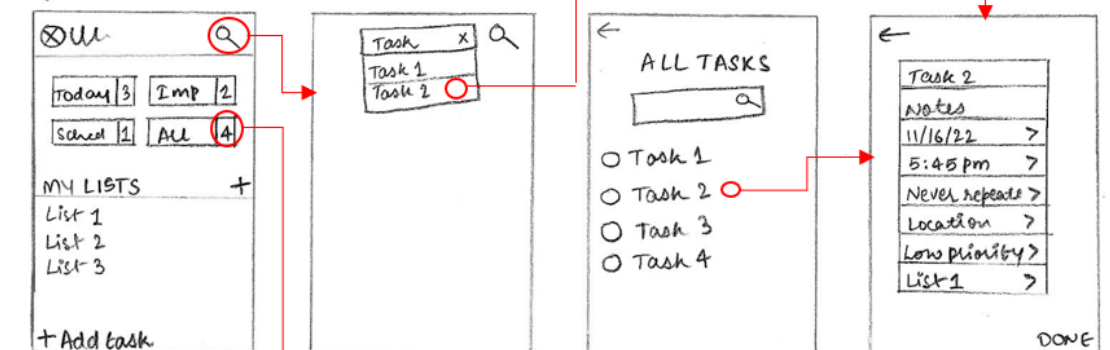 Today 3 Imp 2
Sched 1 All 4
MY LISTS +
List 1
List 2
List 3
+ Add task
Task x
Task 1
Task 2
ALL TASKS
Task 1
Task 2
Task 3
Task 4
Task 2
Notes
11/16/22 >
5:45 pm >
Never repeate >
Location >
Low priority >
List 1 >
DONE